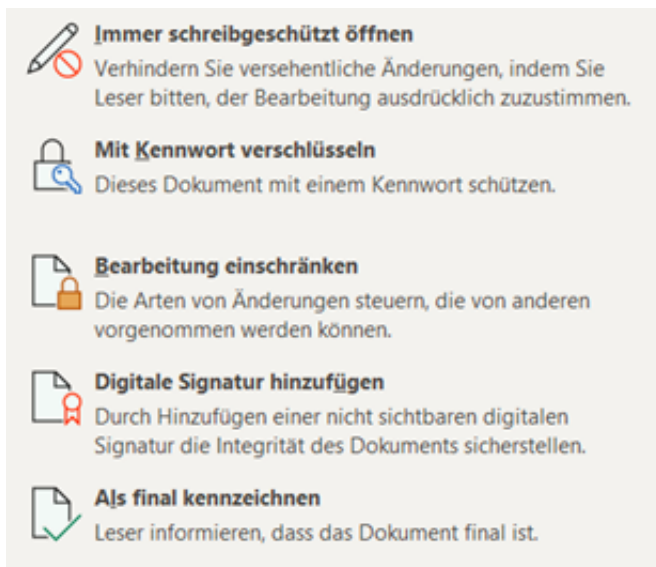 Immer schreibgeschützt öffnen
Verhindern Sie versehentliche Änderungen, indem Sie
Leser bitten, der Bearbeitung ausdrücklich zuzustimmen.
Mit Kennwort verschlüsseln
Dieses Dokument mit einem Kennwort schützen.
Bearbeitung einschränken
Die Arten von Änderungen steuern, die von anderen
vorgenommen werden können.
Digitale Signatur hinzufügen
Durch Hinzufügen einer nicht sichtbaren digitalen
Signatur die Integrität des Dokuments sicherstellen.
Als final kennzeichnen
Leser informieren, dass das Dokument final ist.